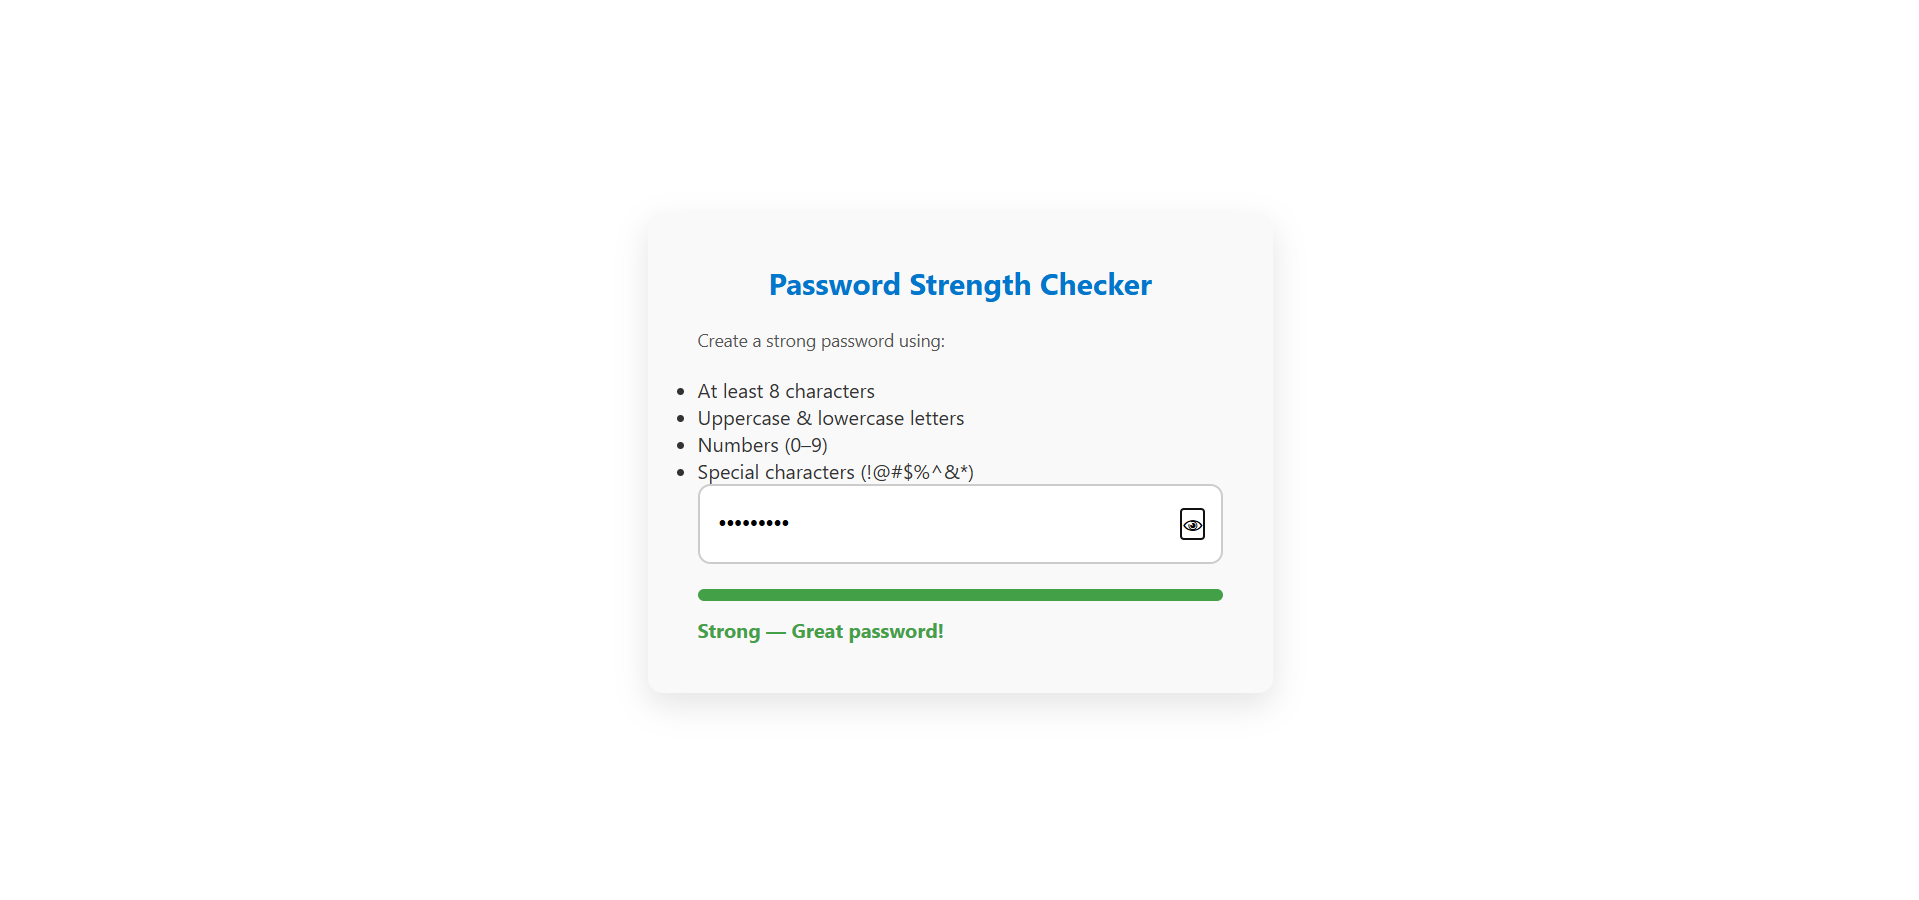 Password Strength Checker
Create a strong password using:
• At least 8 characters
• Uppercase & lowercase letters
• Numbers (0–9)
• Special characters (!@#$%^&*)
•••••••••
Strong — Great password!